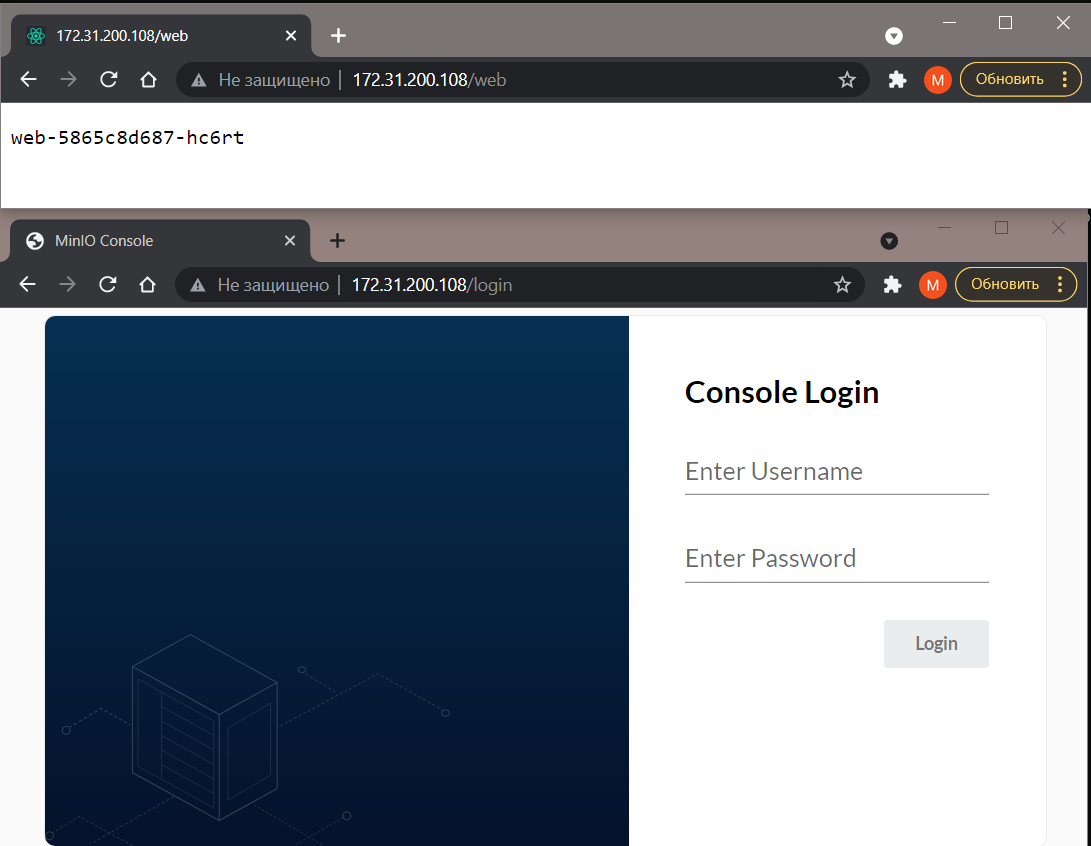 172.31.200.108/web
Не защищено 172.31.200.108/web M Обновить
web-5865c8d687-hc6rt
MinIO Console
Не защищено 172.31.200.108/login M Обновить
Console Login
Enter Username
Enter Password
Login